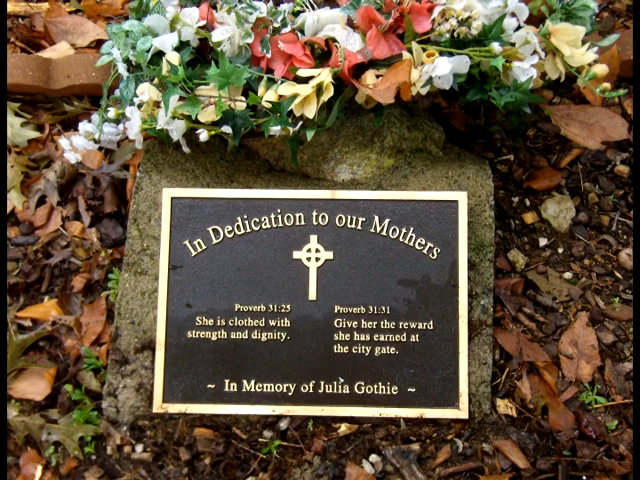 In Dedication to our Mothers
Proverb 31:25
She is clothed with
strength and dignity.
Proverb 31:31
Give her the reward
she has earned at
the city gate.
~ In Memory of Julia Gothie ~